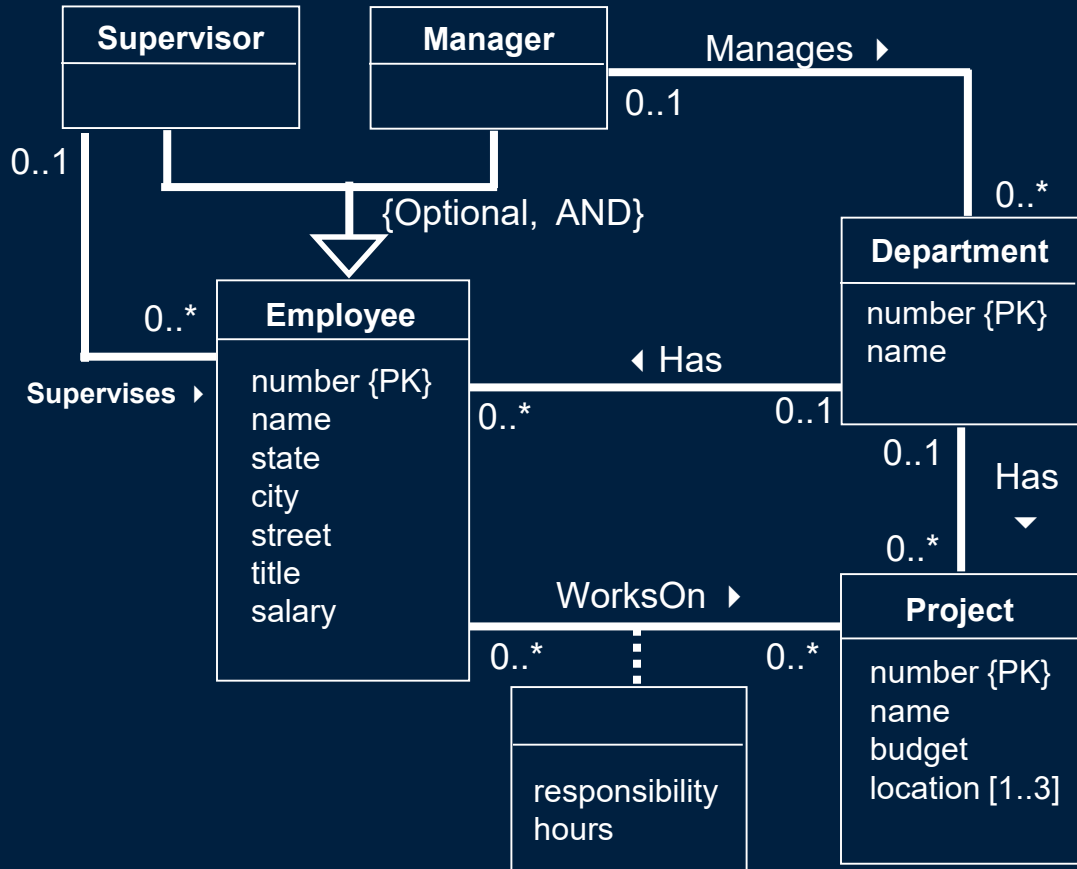 Supervisor
Manager
Manages
0..1
0..1
0..*
{Optional, AND}
Department
number {PK}
name
0..*
Employee
Supervises
number {PK}
name
state
city
street
title
salary
Has
0..*
0..1
0..1
Has
0..*
WorksOn
0..*
0..*
Project
number {PK}
name
budget
location [1..3]
responsibility
hours